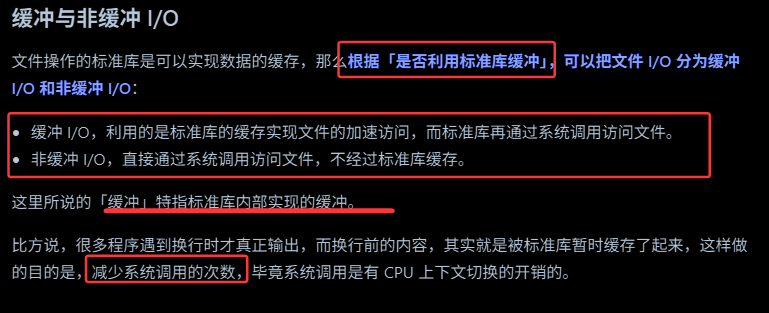 缓冲与非缓冲 I/O
文件操作的标准库是可以实现数据的缓存，那么根据「是否利用标准库缓冲」，可以把文件 I/O 分为缓冲
I/O 和非缓冲 I/O：
缓冲 I/O，利用的是标准库的缓存实现文件的加速访问，而标准库再通过系统调用访问文件。
非缓冲 I/O，直接通过系统调用访问文件，不经过标准库缓存。
这里所说的「缓冲」特指标准库内部实现的缓冲。
比方说，很多程序遇到换行时才真正输出，而换行前的内容，其实就是被标准库暂时缓存了起来，这样做
的目的是，减少系统调用的次数，毕竟系统调用是有 CPU 上下文切换的开销的。